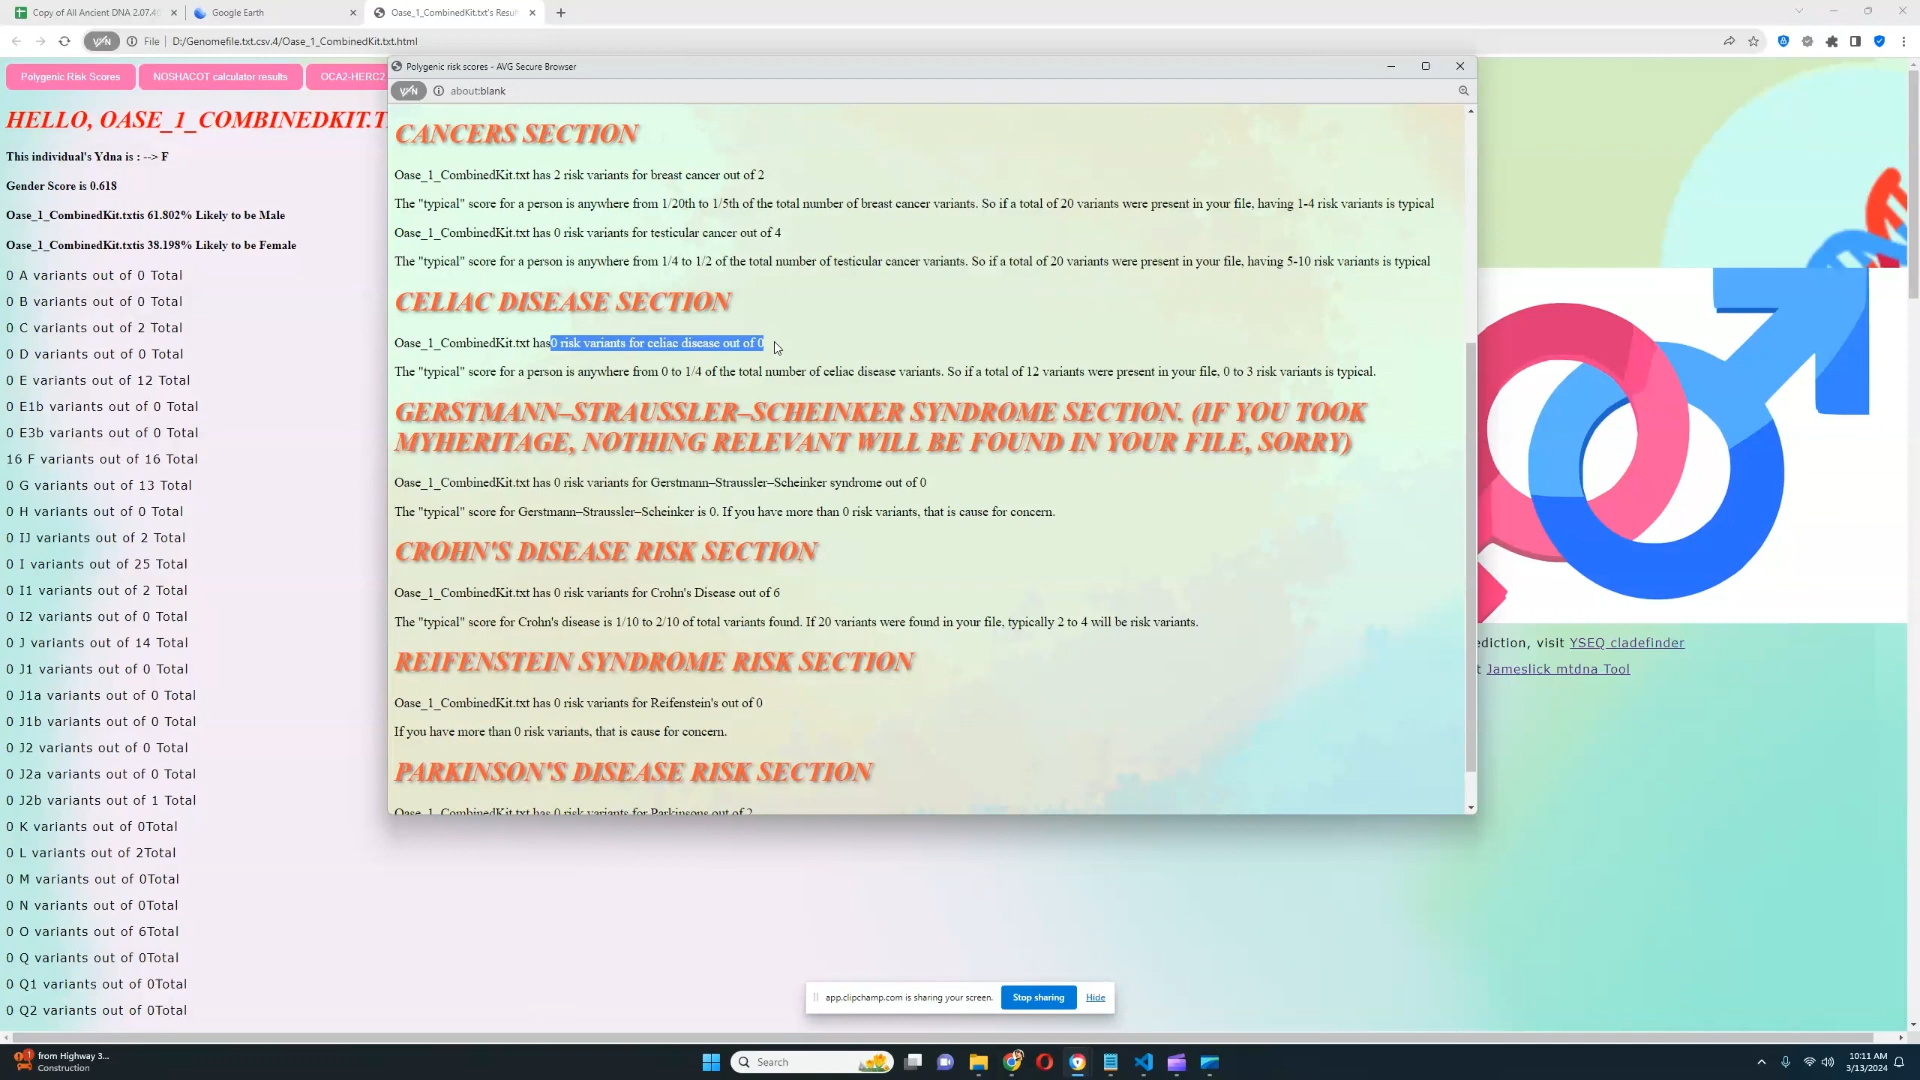 Copy of All Ancient DNA 2.07.4
Google Earth
Oase_1_CombinedKit.txt's Resu
File
D:/Genomefile.txt.csv.4/Oase_1_CombinedKit.txt.html
Polygenic Risk Scores
NOSHACOT calculator results
OCA2-HERC2
HELLO, OASE_1_COMBINEDKIT.T
This individual's Ydna is : --> F
Gender Score is 0.618
Oase_1_CombinedKit.txtis 61.802% Likely to be Male
Oase_1_CombinedKit.txtis 38.198% Likely to be Female
0 A variants out of 0 Total
0 B variants out of 0 Total
0 C variants out of 2 Total
0 D variants out of 0 Total
0 E variants out of 12 Total
0 E1b variants out of 0 Total
0 E3b variants out of 0 Total
16 F variants out of 16 Total
0 G variants out of 13 Total
0 H variants out of 0 Total
0 IJ variants out of 2 Total
0 I variants out of 25 Total
0 I1 variants out of 2 Total
0 I2 variants out of 0 Total
0 J variants out of 14 Total
0 J1 variants out of 0 Total
0 J1a variants out of 0 Total
0 J1b variants out of 0 Total
0 J2 variants out of 0 Total
0 J2a variants out of 0 Total
0 J2b variants out of 1 Total
0 K variants out of 0Total
0 L variants out of 2Total
0 M variants out of 0Total
0 N variants out of 0Total
0 O variants out of 6Total
0 Q variants out of 0Total
0 Q1 variants out of 0Total
0 Q2 variants out of 0Total
Polygenic risk scores - AVG Secure Browser
about:blank
CANCERS SECTION
Oase_1_CombinedKit.txt has 2 risk variants for breast cancer out of 2
The "typical" score for a person is anywhere from 1/20th to 1/5th of the total number of breast cancer variants. So if a total of 20 variants were present in your file, having 1-4 risk variants is typical
Oase_1_CombinedKit.txt has 0 risk variants for testicular cancer out of 4
The "typical" score for a person is anywhere from 1/4 to 1/2 of the total number of testicular cancer variants. So if a total of 20 variants were present in your file, having 5-10 risk variants is typical
CELIAC DISEASE SECTION
Oase_1_CombinedKit.txt has0 risk variants for celiac disease out of 0
The "typical" score for a person is anywhere from 0 to 1/4 of the total number of celiac disease variants. So if a total of 12 variants were present in your file, 0 to 3 risk variants is typical.
GERSTMANN–STRAUSSLER–SCHEINKER SYNDROME SECTION. (IF YOU TOOK
MYHERITAGE, NOTHING RELEVANT WILL BE FOUND IN YOUR FILE, SORRY)
Oase_1_CombinedKit.txt has 0 risk variants for Gerstmann–Straussler–Scheinker syndrome out of 0
The "typical" score for Gerstmann–Straussler–Scheinker is 0. If you have more than 0 risk variants, that is cause for concern.
CROHN'S DISEASE RISK SECTION
Oase_1_CombinedKit.txt has 0 risk variants for Crohn's Disease out of 6
The "typical" score for Crohn's disease is 1/10 to 2/10 of total variants found. If 20 variants were found in your file, typically 2 to 4 will be risk variants.
REIFENSTEIN SYNDROME RISK SECTION
Oase_1_CombinedKit.txt has 0 risk variants for Reifenstein's out of 0
If you have more than 0 risk variants, that is cause for concern.
PARKINSON'S DISEASE RISK SECTION
Oase_1_CombinedKit.txt has 0 risk variants for Parkinsons out of 2
ediction, visit YSEQ cladefinder
t Jameslick mtdna Tool
app.clipchamp.com is sharing your screen.
Stop sharing
Hide
from Highway 3...
Construction
Search
10:11 AM
3/13/2024